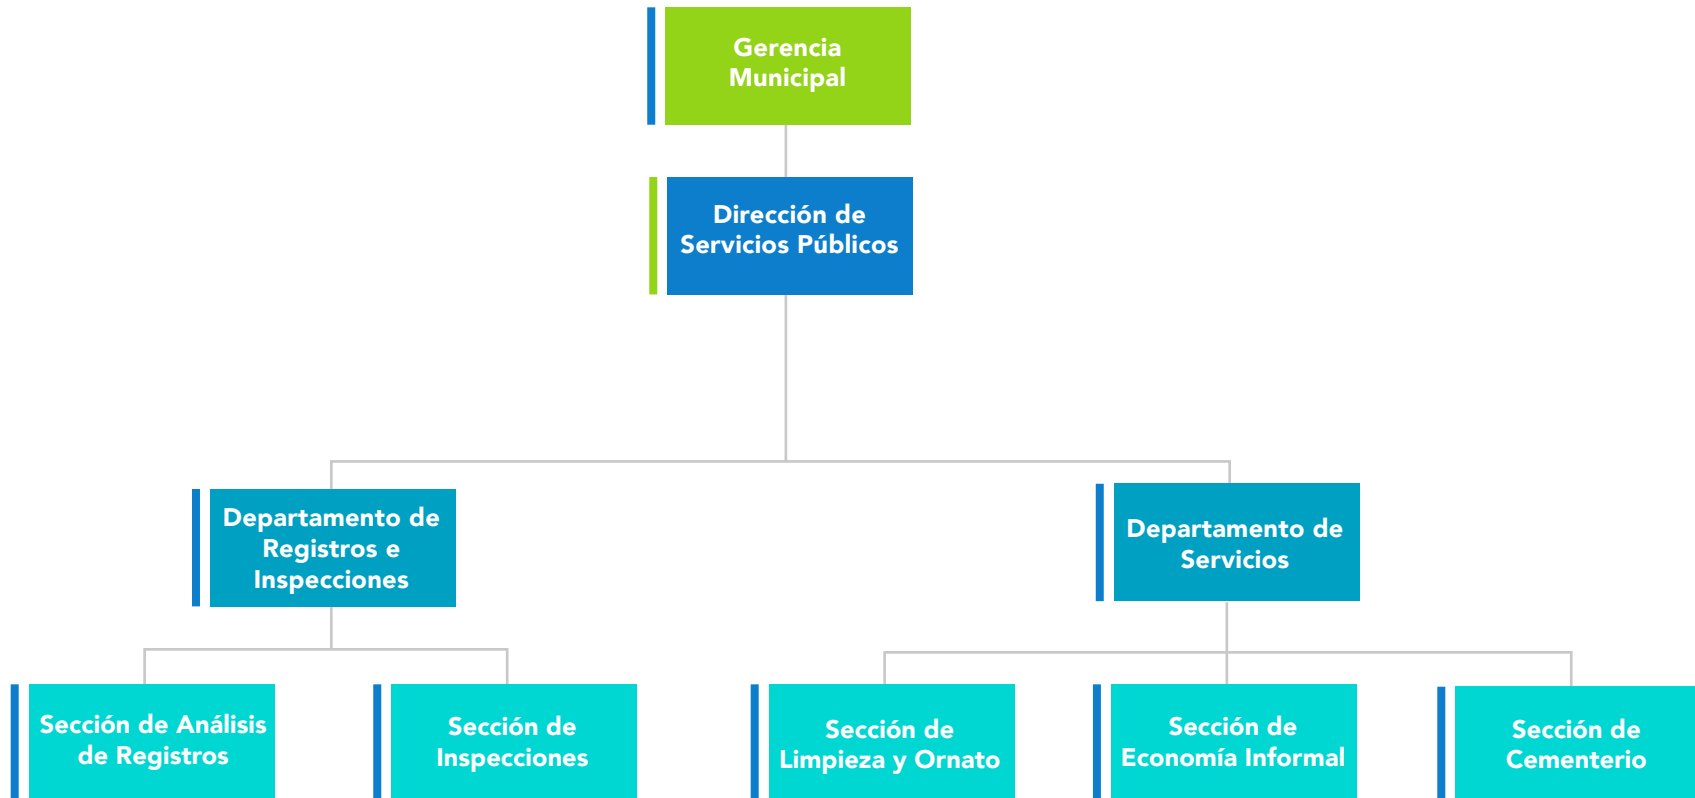 Gerencia
Municipal
Dirección de
Servicios Públicos
Departamento de
Registros e
Inspecciones
Departamento de
Servicios
Sección de Análisis
de Registros
Sección de
Inspecciones
Sección de
Limpieza y Ornato
Sección de
Economía Informal
Sección de
Cementerio